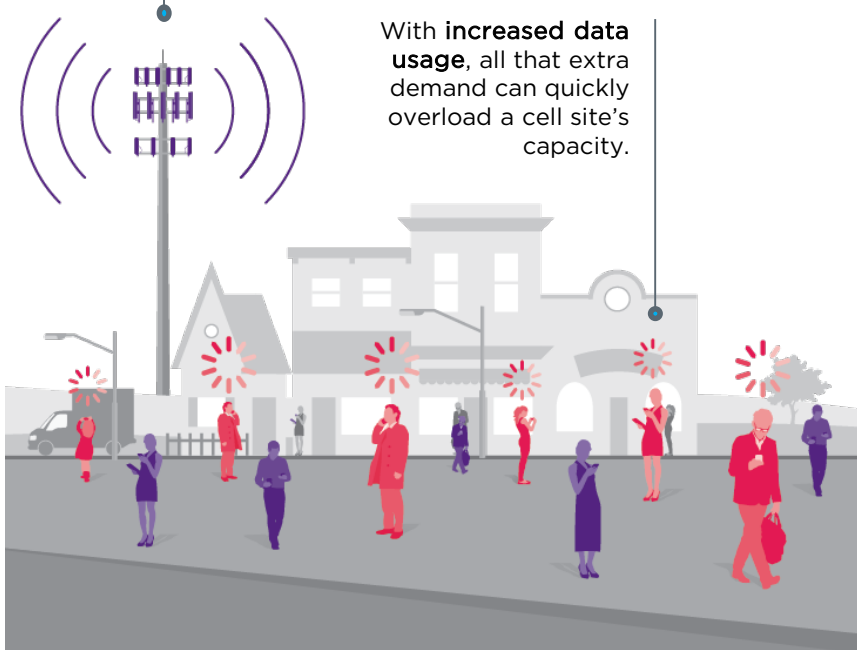 With increased data
usage, all that extra
demand can quickly
overload a cell site’s
capacity.